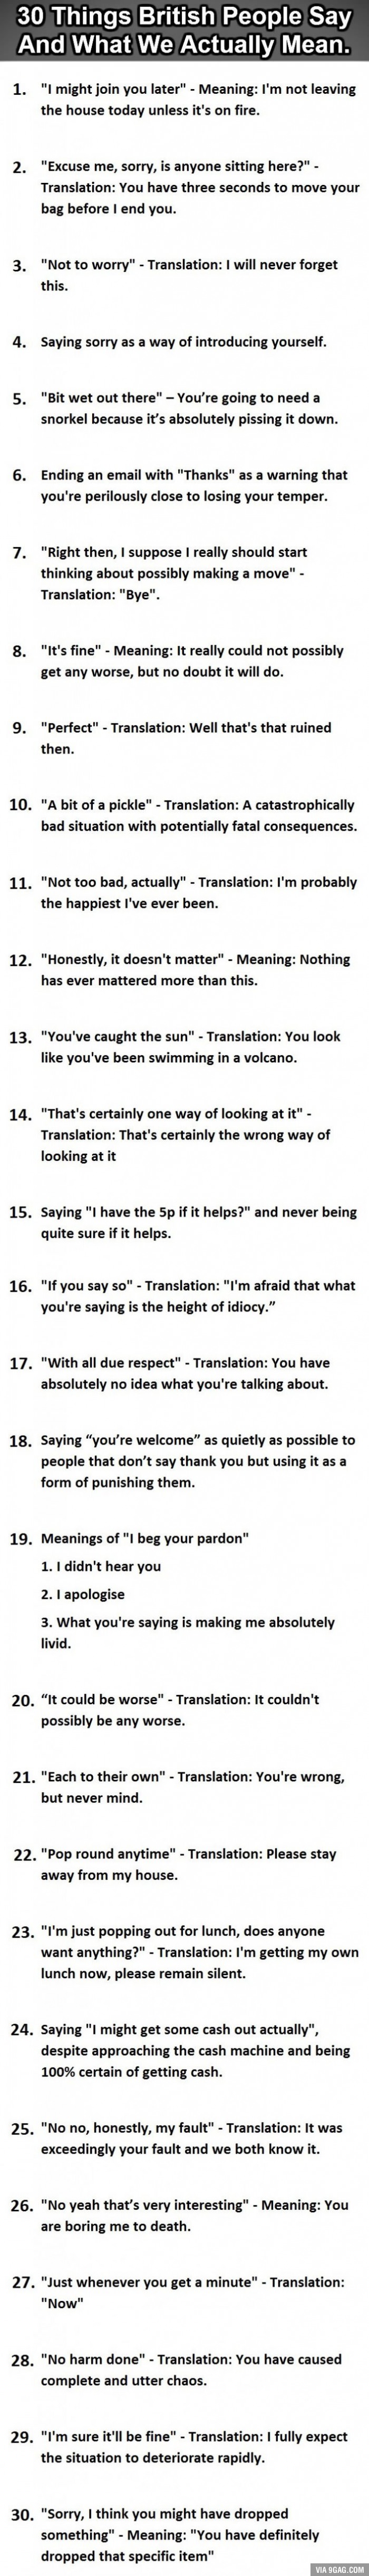 30 Things British People Say
And What We Actually Mean.
1. "I might join you later" - Meaning: I'm not leaving
the house today unless it's on fire.
2. "Excuse me, sorry, is anyone sitting here?" -
Translation: You have three seconds to move your
bag before I end you.
3. "Not to worry" - Translation: I will never forget
this.
4. Saying sorry as a way of introducing yourself.
5. "Bit wet out there" – You’re going to need a
snorkel because it’s absolutely pissing it down.
6. Ending an email with "Thanks" as a warning that
you're perilously close to losing your temper.
7. "Right then, I suppose I really should start
thinking about possibly making a move" -
Translation: "Bye".
8. "It's fine" - Meaning: It really could not possibly
get any worse, but no doubt it will do.
9. "Perfect" - Translation: Well that's that ruined
then.
10. "A bit of a pickle" - Translation: A catastrophically
bad situation with potentially fatal consequences.
11. "Not too bad, actually" - Translation: I'm probably
the happiest I've ever been.
12. "Honestly, it doesn't matter" - Meaning: Nothing
has ever mattered more than this.
13. "You've caught the sun" - Translation: You look
like you've been swimming in a volcano.
14. "That's certainly one way of looking at it" -
Translation: That's certainly the wrong way of
looking at it
15. Saying "I have the 5p if it helps?" and never being
quite sure if it helps.
16. "If you say so" - Translation: "I'm afraid that what
you're saying is the height of idiocy.”
17. "With all due respect" - Translation: You have
absolutely no idea what you're talking about.
18. Saying “you’re welcome” as quietly as possible to
people that don’t say thank you but using it as a
form of punishing them.
19. Meanings of "I beg your pardon"
1. I didn't hear you
2. I apologise
3. What you're saying is making me absolutely
livid.
20. “It could be worse" - Translation: It couldn't
possibly be any worse.
21. "Each to their own" - Translation: You're wrong,
but never mind.
22. "Pop round anytime" - Translation: Please stay
away from my house.
23. "I'm just popping out for lunch, does anyone
want anything?" - Translation: I'm getting my own
lunch now, please remain silent.
24. Saying "I might get some cash out actually",
despite approaching the cash machine and being
100% certain of getting cash.
25. "No no, honestly, my fault" - Translation: It was
exceedingly your fault and we both know it.
26. "No yeah that’s very interesting" - Meaning: You
are boring me to death.
27. "Just whenever you get a minute" - Translation:
"Now"
28. "No harm done" - Translation: You have caused
complete and utter chaos.
29. "I'm sure it'll be fine" - Translation: I fully expect
the situation to deteriorate rapidly.
30. "Sorry, I think you might have dropped
something" - Meaning: "You have definitely
dropped that specific item"
VIA 9GAG.COM